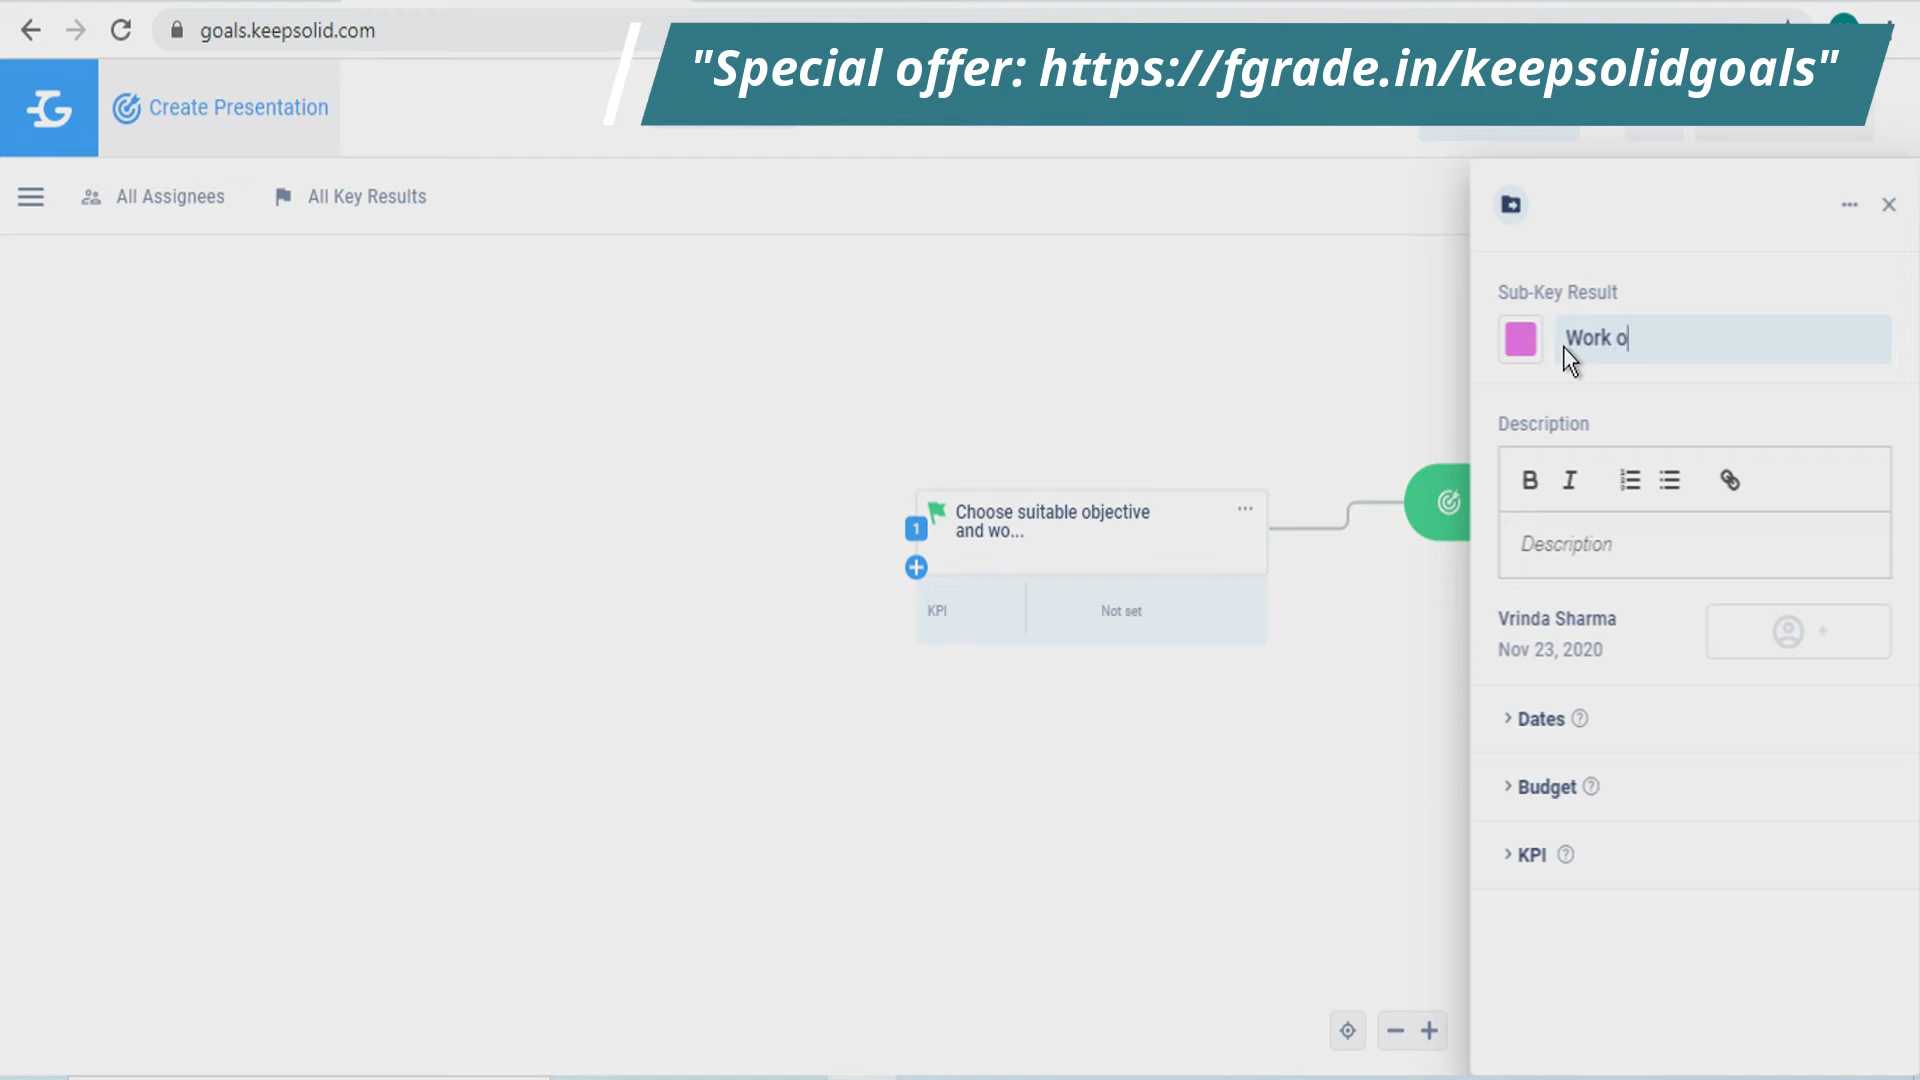 goals.keepsolid.com
"Special offer: https://fgrade.in/keepsolidgoals"
Create Presentation
All Assignees
All Key Results
Sub-Key Result
Work o
Description
B I
Description
Choose suitable objective
and wo...
1
KPI
Not set
Vrinda Sharma
Nov 23, 2020
Dates
Budget
KPI